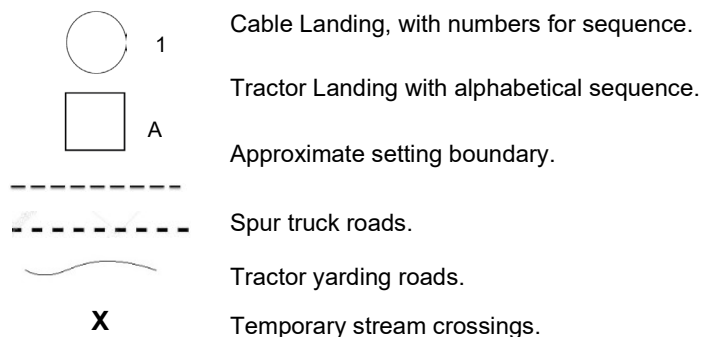 Cable Landing, with numbers for sequence.
1
Tractor Landing with alphabetical sequence.
A
Approximate setting boundary.
Spur truck roads.
Tractor yarding roads.
X
Temporary stream crossings.